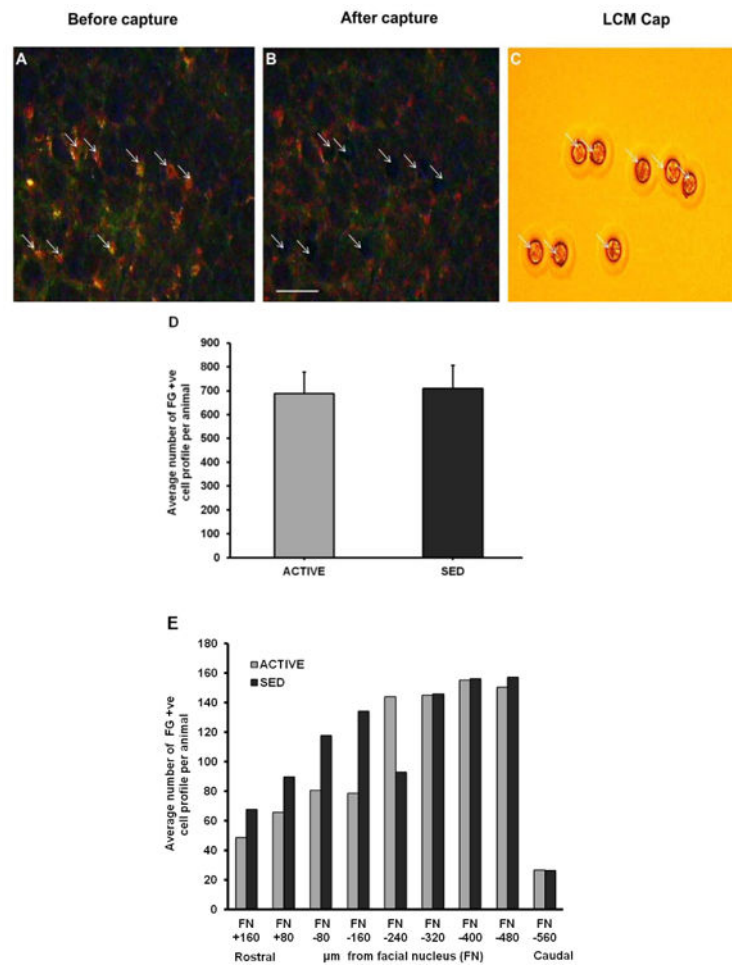 Before capture
After capture
LCM Cap
A
B
C
D
Average number of FG +ve
cell profile per animal
900
800
700
600
500
400
300
200
100
0
ACTIVE
SED
E
Average number of FG +ve
cell profile per animal
180
160
140
120
100
80
60
40
20
0
ACTIVE
SED
FN FN FN FN FN FN FN FN FN
+160 +80 -80 -160 -240 -320 -400 -480 -560
Rostral µm from facial nucleus (FN) Caudal